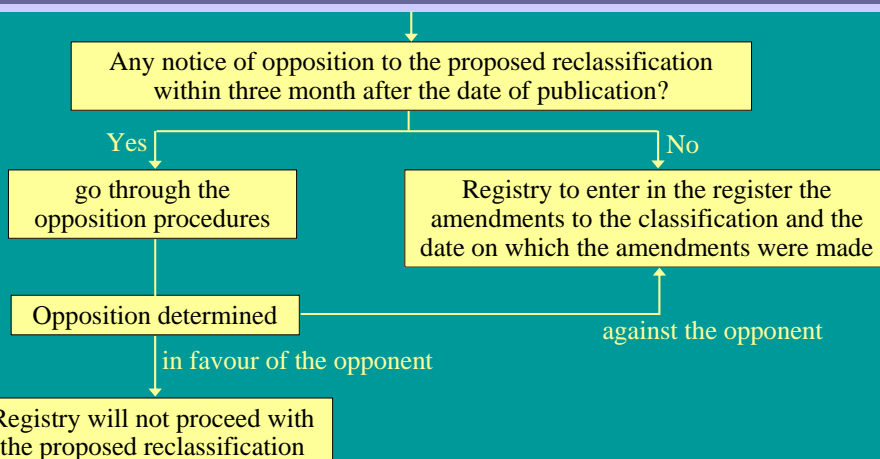 Any notice of opposition to the proposed reclassification
within three month after the date of publication?
Yes
No
go through the
opposition procedures
Registry to enter in the register the
amendments to the classification and the
date on which the amendments were made
Opposition determined
against the opponent
in favour of the opponent
Registry will not proceed with
the proposed reclassification